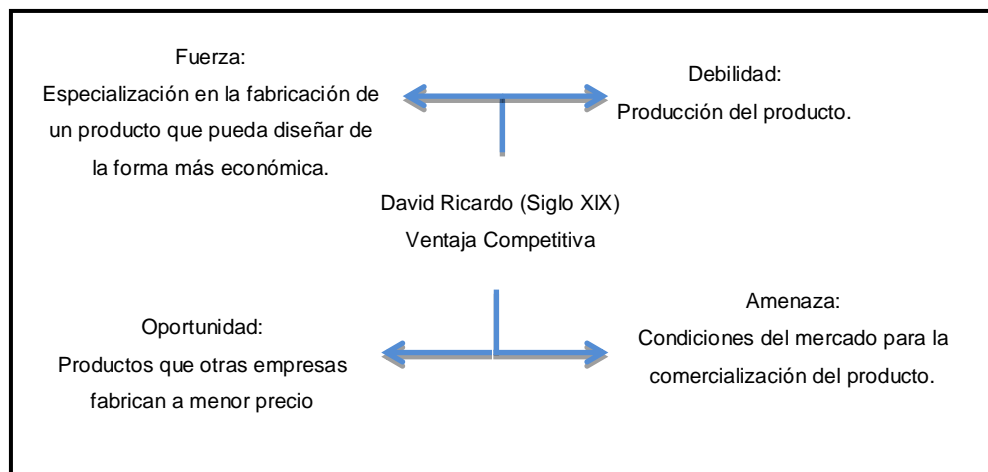 Fuerza:
Especialización en la fabricación de
un producto que pueda diseñar de
la forma más económica.
Debilidad:
Producción del producto.
David Ricardo (Siglo XIX)
Ventaja Competitiva
Oportunidad:
Productos que otras empresas
fabrican a menor precio
Amenaza:
Condiciones del mercado para la
comercialización del producto.